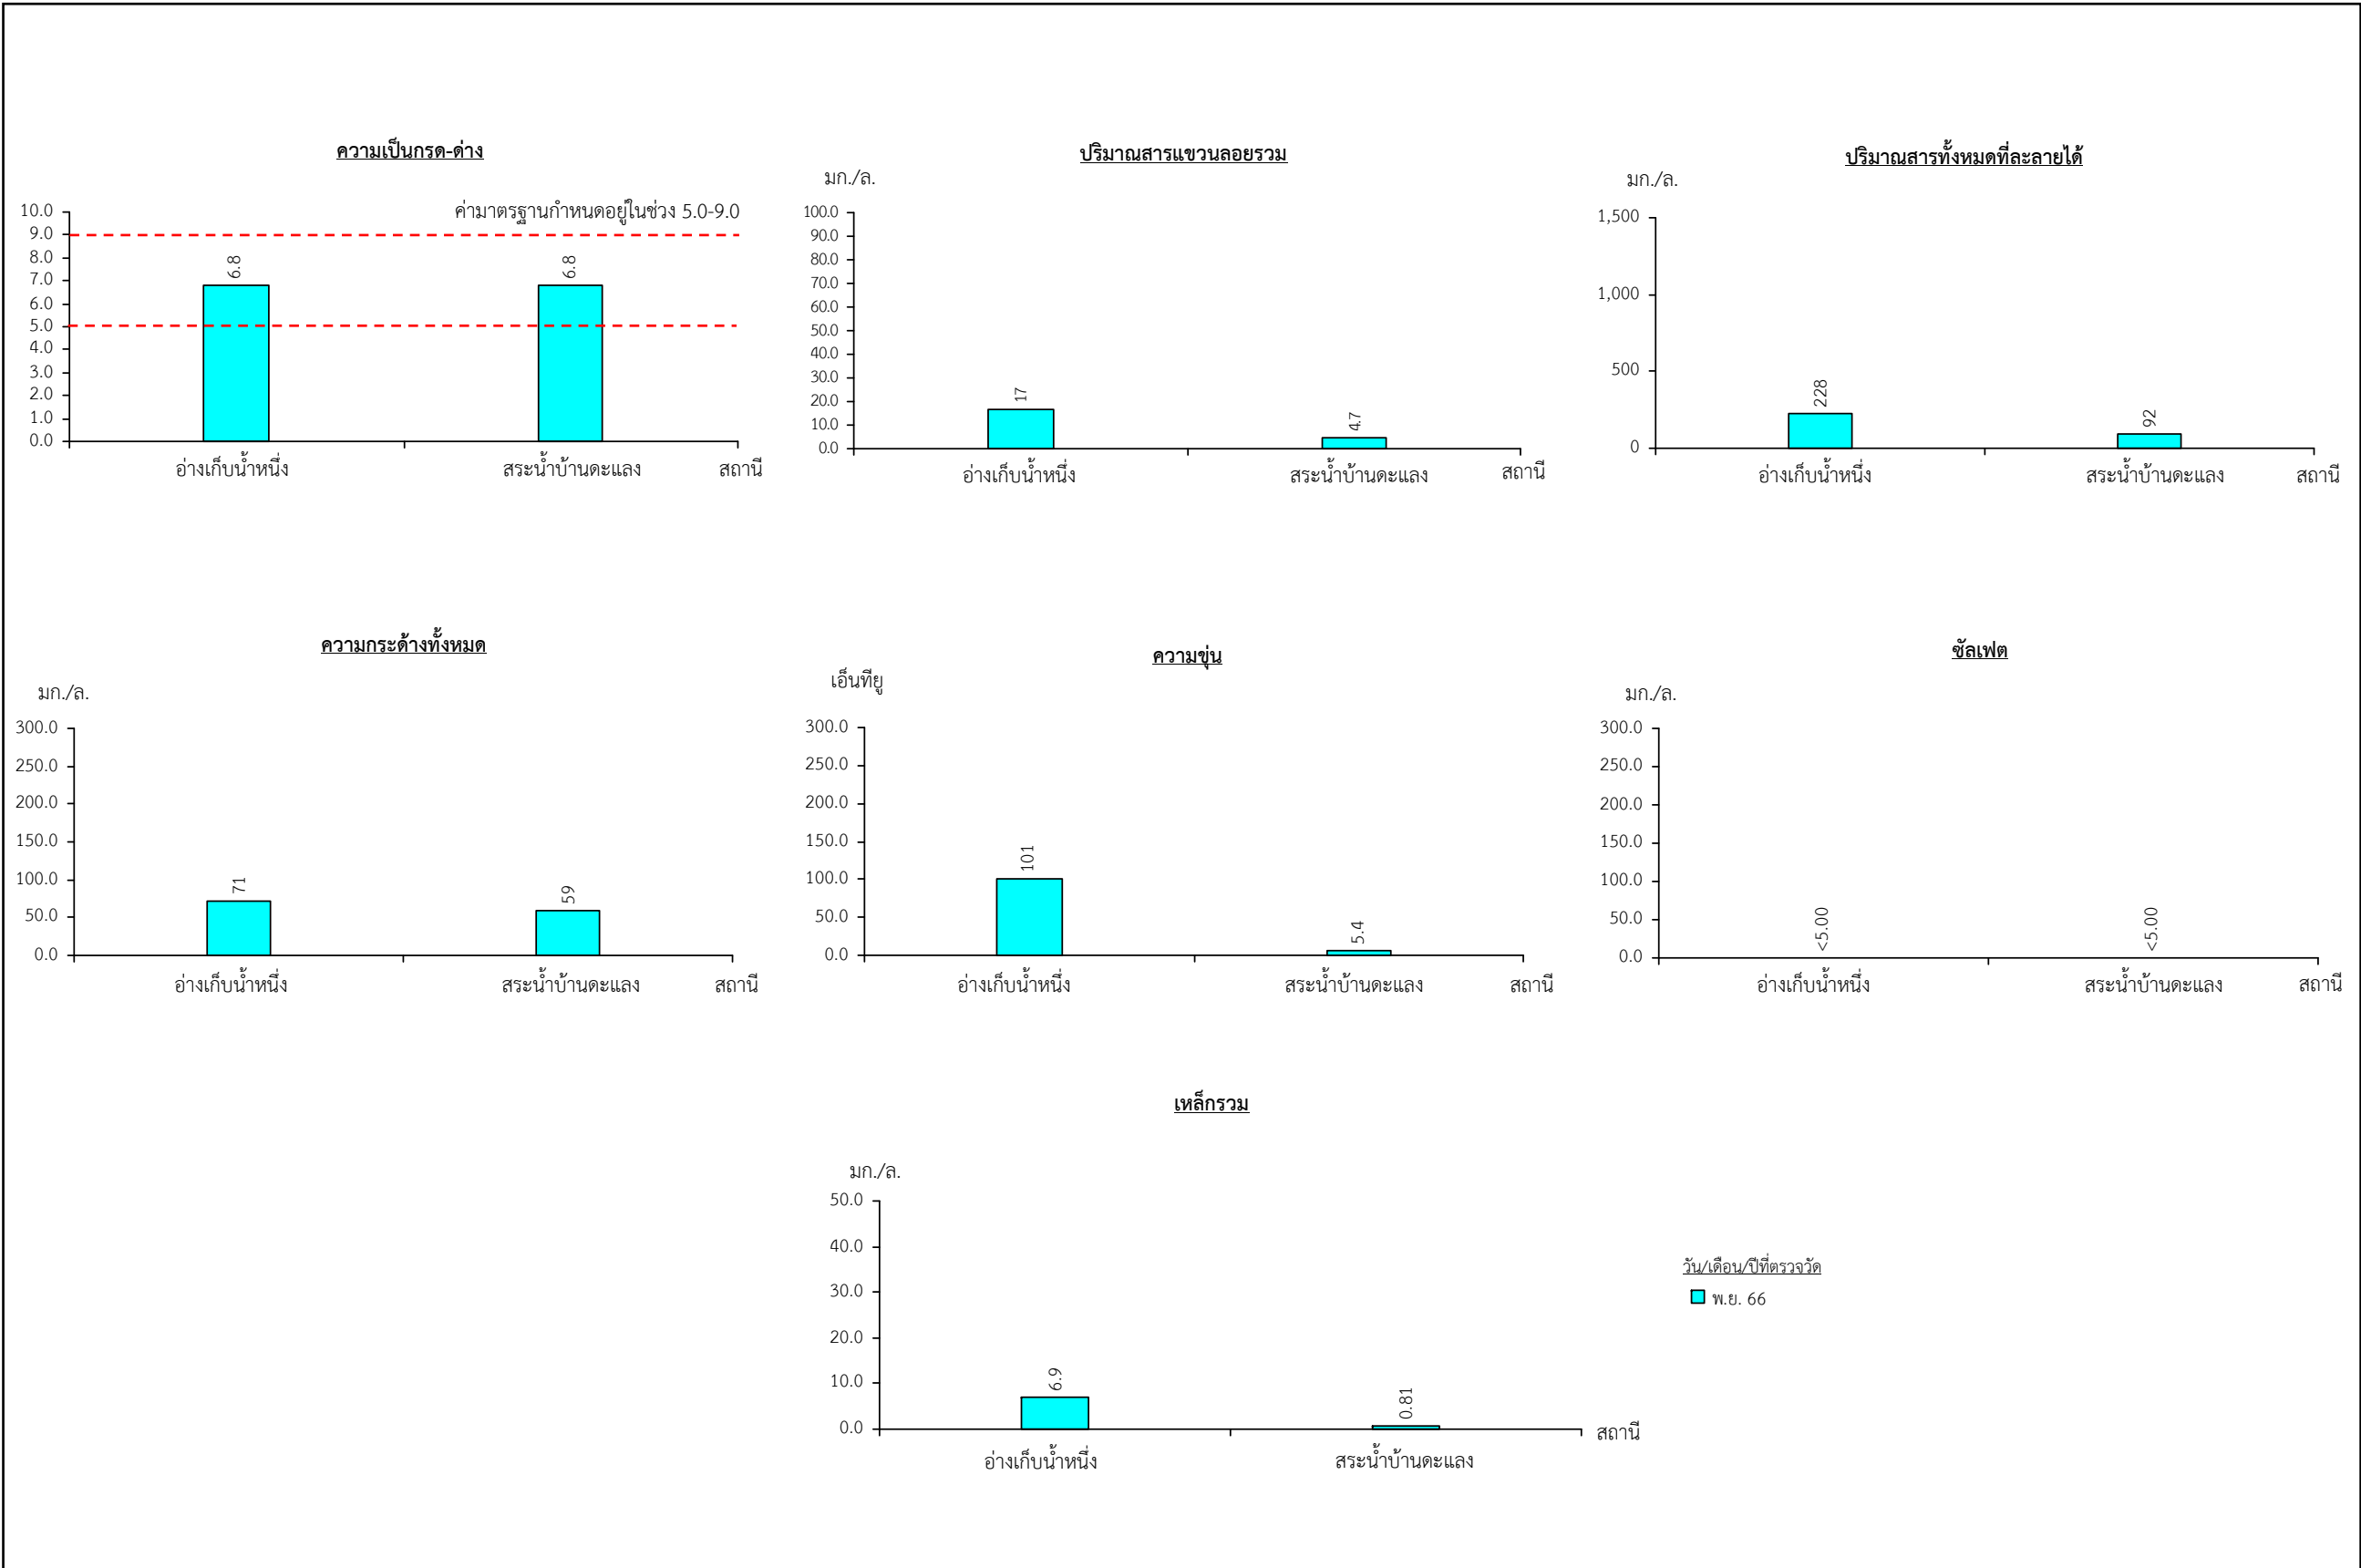 ความเป็นกรด-ด่าง
ค่ามาตรฐานกำหนดอยู่ในช่วง 5.0-9.0
10.0
9.0
8.0
7.0
6.0
5.0
4.0
3.0
2.0
1.0
0.0
6.8
6.8
อ่างเก็บน้ำหนึ่ง
สระน้ำบ้านดะแลง
สถานี
ปริมาณสารแขวนลอยรวม
มก./ล.
100.0
90.0
80.0
70.0
60.0
50.0
40.0
30.0
20.0
10.0
0.0
17
4.7
อ่างเก็บน้ำหนึ่ง
สระน้ำบ้านดะแลง
สถานี
ปริมาณสารทั้งหมดที่ละลายได้
มก./ล.
1,500
1,000
500
0
228
92
อ่างเก็บน้ำหนึ่ง
สระน้ำบ้านดะแลง
สถานี
ความกระด้างทั้งหมด
มก./ล.
300.0
250.0
200.0
150.0
100.0
50.0
0.0
71
59
อ่างเก็บน้ำหนึ่ง
สระน้ำบ้านดะแลง
สถานี
ความขุ่น
เอ็นทียู
300.0
250.0
200.0
150.0
100.0
50.0
0.0
101
5.4
อ่างเก็บน้ำหนึ่ง
สระน้ำบ้านดะแลง
สถานี
ซัลเฟต
มก./ล.
300.0
250.0
200.0
150.0
100.0
50.0
0.0
<5.00
<5.00
อ่างเก็บน้ำหนึ่ง
สระน้ำบ้านดะแลง
สถานี
เหล็กรวม
มก./ล.
50.0
40.0
30.0
20.0
10.0
0.0
6.9
0.81
อ่างเก็บน้ำหนึ่ง
สระน้ำบ้านดะแลง
สถานี
วัน/เดือน/ปีที่ตรวจวัด
พ.ย. 66